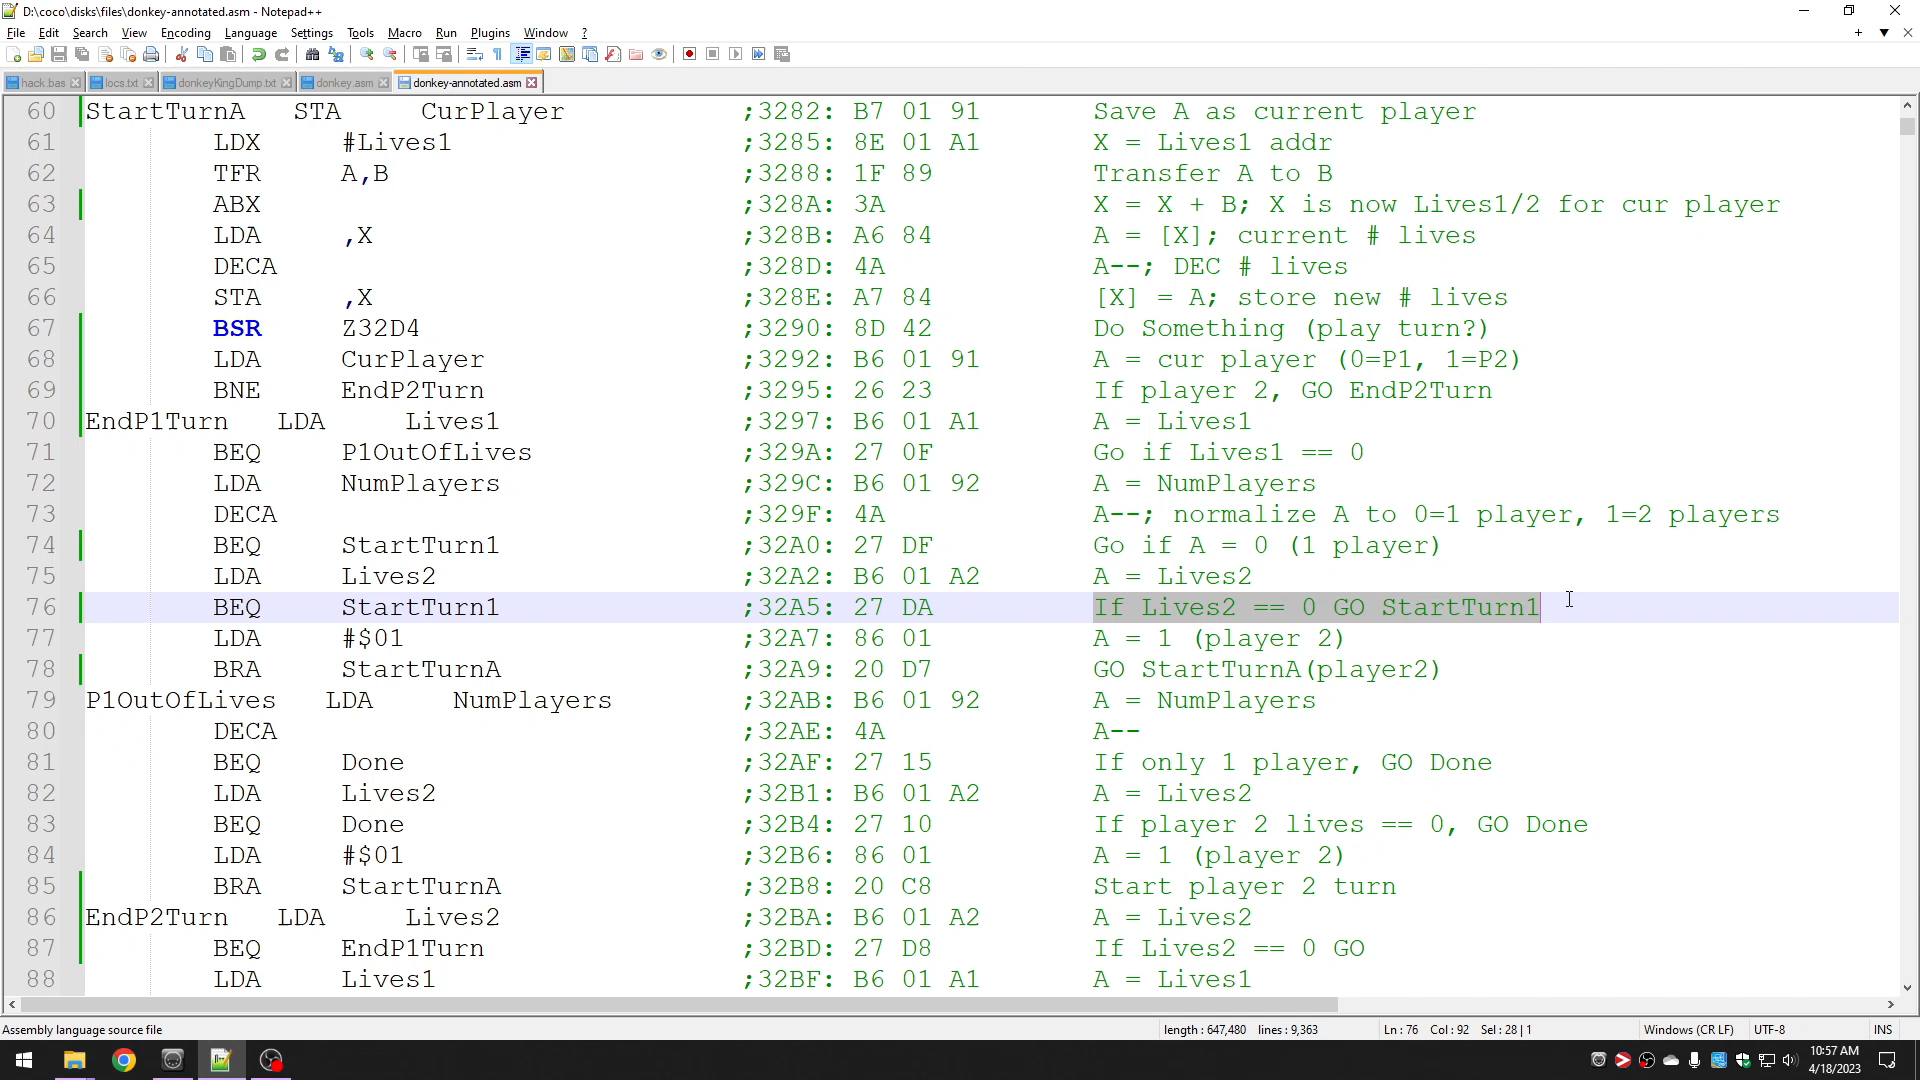 D:\coco\disks\files\donkey-annotated.asm - Notepad++
File Edit Search View Encoding Language Settings Tools Macro Run Plugins Window ?
hack.bas locs.txt donkeyKingDump.txt donkey.asm donkey-annotated.asm
60 StartTurnA STA CurPlayer ;3282: B7 01 91 Save A as current player
61 LDX #Lives1 ;3285: 8E 01 A1 X = Lives1 addr
62 TFR A,B ;3288: 1F 89 Transfer A to B
63 ABX ;328A: 3A X = X + B; X is now Lives1/2 for cur player
64 LDA ,X ;328B: A6 84 A = [X]; current # lives
65 DECA ;328D: 4A A--; DEC # lives
66 STA ,X ;328E: A7 84 [X] = A; store new # lives
67 BSR Z32D4 ;3290: 8D 42 Do Something (play turn?)
68 LDA CurPlayer ;3292: B6 01 91 A = cur player (0=P1, 1=P2)
69 BNE EndP2Turn ;3295: 26 23 If player 2, GO EndP2Turn
70 EndP1Turn LDA Lives1 ;3297: B6 01 A1 A = Lives1
71 BEQ P1OutOfLives ;329A: 27 0F Go if Lives1 == 0
72 LDA NumPlayers ;329C: B6 01 92 A = NumPlayers
73 DECA ;329F: 4A A--; normalize A to 0=1 player, 1=2 players
74 BEQ StartTurn1 ;32A0: 27 DF Go if A = 0 (1 player)
75 LDA Lives2 ;32A2: B6 01 A2 A = Lives2
76 BEQ StartTurn1 ;32A5: 27 DA If Lives2 == 0 GO StartTurn1
77 LDA #$01 ;32A7: 86 01 A = 1 (player 2)
78 BRA StartTurnA ;32A9: 20 D7 GO StartTurnA(player2)
79 P1OutOfLives LDA NumPlayers ;32AB: B6 01 92 A = NumPlayers
80 DECA ;32AE: 4A A--
81 BEQ Done ;32AF: 27 15 If only 1 player, GO Done
82 LDA Lives2 ;32B1: B6 01 A2 A = Lives2
83 BEQ Done ;32B4: 27 10 If player 2 lives == 0, GO Done
84 LDA #$01 ;32B6: 86 01 A = 1 (player 2)
85 BRA StartTurnA ;32B8: 20 C8 Start player 2 turn
86 EndP2Turn LDA Lives2 ;32BA: B6 01 A2 A = Lives2
87 BEQ EndP1Turn ;32BD: 27 D8 If Lives2 == 0 GO
88 LDA Lives1 ;32BF: B6 01 A1 A = Lives1
Assembly language source file length : 647,480 lines : 9,363 Ln : 76 Col : 92 Sel : 28 | 1 Windows (CR LF) UTF-8 INS
10:57 AM
4/18/2023